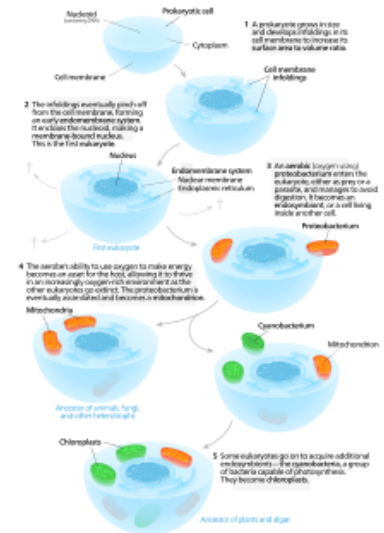 Nucleoid
(containing DNA)
Prokaryotic cell
Cytoplasm
Cell membrane
1 A prokaryote grows in size
and develops infoldings in its
cell membrane to increase its
surface area to volume ratio.
Cell membrane
infoldings
2 The infoldings eventually pinch off
from the cell membrane, forming
an early endomembrane system.
It encloses the nucleoid, making a
membrane-bound nucleus.
This is the first eukaryote.
Nucleus
Endomembrane system
Nuclear membrane
Endoplasmic reticulum
First eukaryote
3 An aerobic (oxygen using)
proteobacterium enters the
eukaryote, either as prey or a
parasite, and manages to avoid
digestion. It becomes an
endosymbiont, or a cell living
inside another cell.
Proteobacterium
4 The aerobe's ability to use oxygen to make energy
becomes an asset for the host, allowing it to thrive
in an increasingly oxygen-rich environment as the
other eukaryotes go extinct. The proteobacterium is
eventually assimilated and becomes a mitochondrion.
Mitochondria
Ancestor of animals, fungi,
and other heterotrophs
Cyanobacterium
Mitochondrion
Chloroplasts
5 Some eukaryotes go on to acquire additional
endosymbionts — the cyanobacteria, a group
of bacteria capable of photosynthesis.
They become chloroplasts.
Ancestor of plants and algae